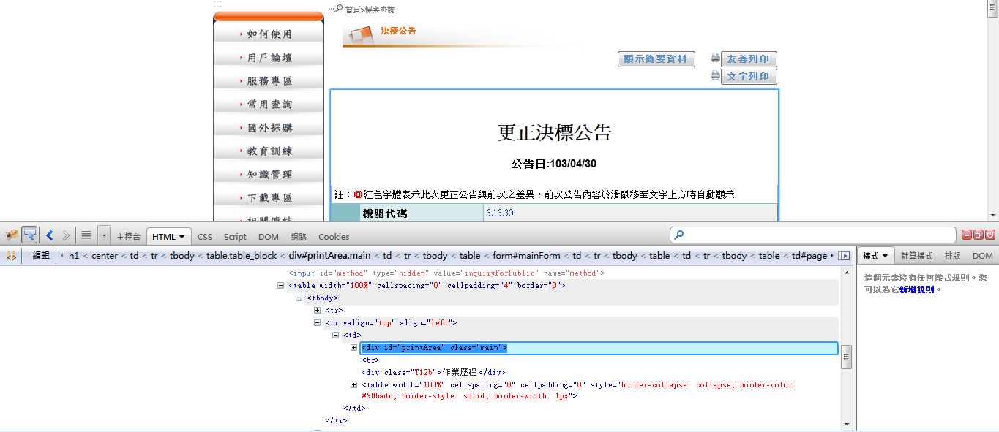 :::
如何使用
用戶論壇
服務專區
常用查詢
國外採購
教育訓練
知識管理
下載專區
相關連結
:::首頁>標案查詢
決標公告
顯示簡要資料
友善列印
文字列印
更正決標公告
公告日:103/04/30
註：◎紅色字體表示此次更正公告與前次之差異，前次公告內容於滑鼠移至文字上方時自動顯示
機關代碼 3.13.30
主控台 HTML CSS Script DOM 網路 Cookies
編輯 h1 < center < td < tr < tbody < table.table_block < div#printArea.main < td < tr < tbody < table < form#mainForm < td < tr < tbody < table < td < tr < tbody < table < td#page
樣式 計算樣式 排版 DOM
<input id="method" type="hidden" value="inquiryForPublic" name="method">
<table width="100%" cellspacing="0" cellpadding="4" border="0">
<tbody>
<tr>
<tr valign="top" align="left">
<td>
<div id="printArea" class="main">
<br>
<div class="T12b">作業歷程</div>
<table width="100%" cellspacing="0" cellpadding="0" style="border-collapse: collapse; border-color:
#98badc; border-style: solid; border-width: 1px">
</td>
</tr>
這個元素沒有任何樣式規則。您
可以為它新增規則。